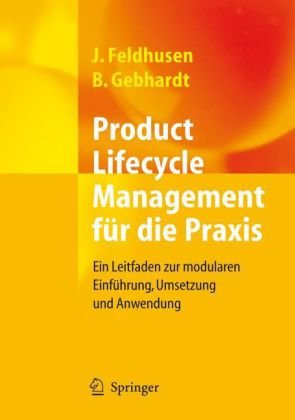 J. Feldhusen
B. Gebhardt
Product
Lifecycle
Management
für die Praxis
Ein Leitfaden zur modularen
Einführung, Umsetzung
und Anwendung
Springer